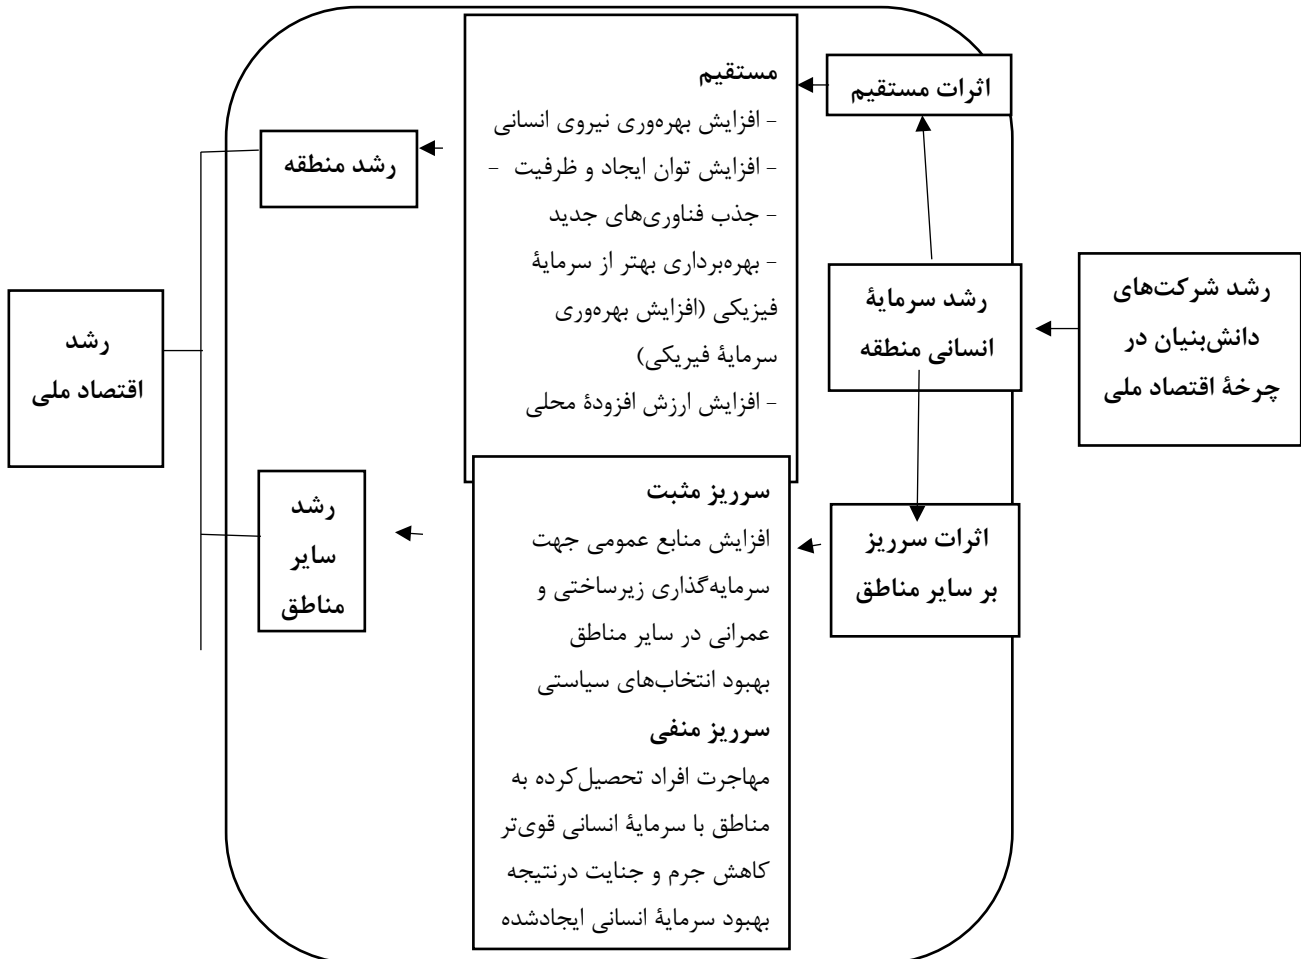 رشد شرکت‌های
دانش‌بنیان در
چرخهٔ اقتصاد ملی
رشد سرمایهٔ
انسانی منطقه
اثرات مستقیم
اثرات سرریز
بر سایر مناطق
مستقیم
- افزایش بهره‌وری نیروی انسانی
- افزایش توان ایجاد و ظرفیت -
- جذب فناوری‌های جدید
- بهره‌برداری بهتر از سرمایهٔ
فیزیکی (افزایش بهره‌وری
سرمایهٔ فیریکی)
- افزایش ارزش افزودهٔ محلی
سرریز مثبت
افزایش منابع عمومی جهت
سرمایه‌گذاری زیرساختی و
عمرانی در سایر مناطق
بهبود انتخاب‌های سیاستی
سرریز منفی
مهاجرت افراد تحصیل‌کرده به
مناطق با سرمایهٔ انسانی قوی‌تر
کاهش جرم و جنایت درنتیجه
بهبود سرمایهٔ انسانی ایجادشده
رشد منطقه
رشد
سایر
مناطق
رشد
اقتصاد ملی